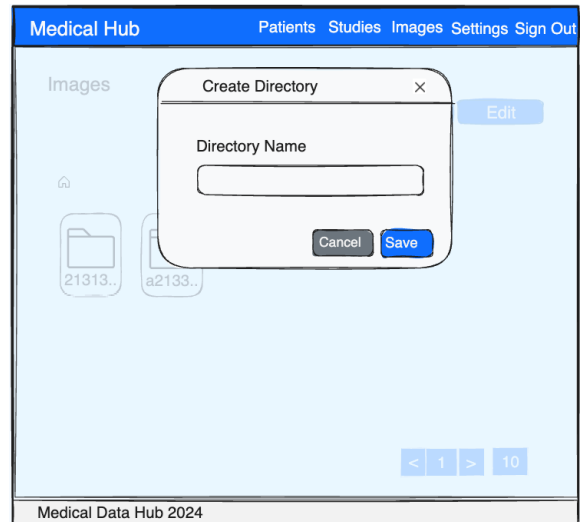 Medical Hub Patients Studies Images Settings Sign Out
Images
Create Directory ×
Edit
Directory Name
Cancel Save
21313.. a2133..
< 1 > 10
Medical Data Hub 2024